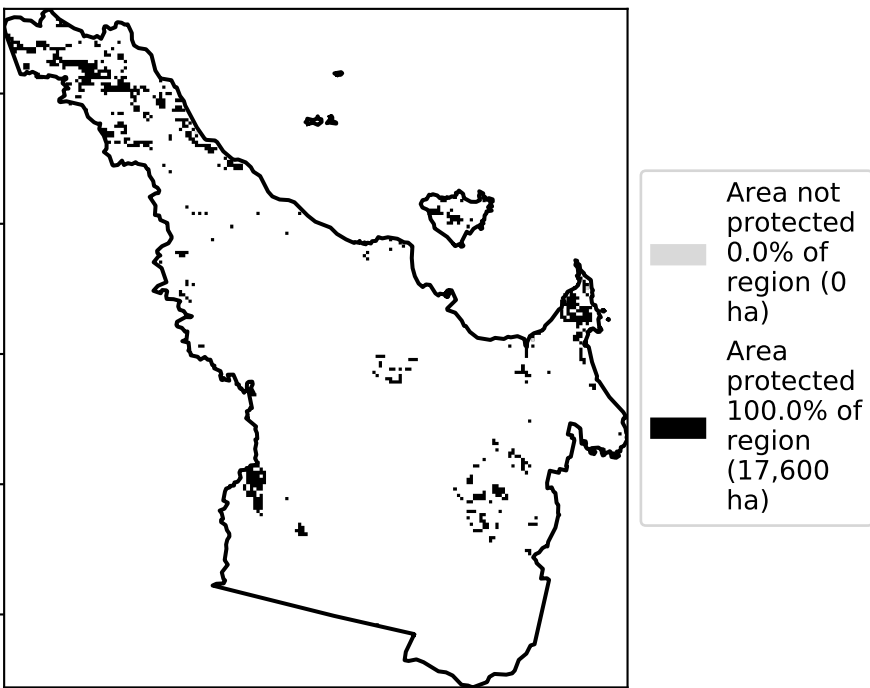 Area not
protected
0.0% of
region (0
ha)
Area
protected
100.0% of
region
(17,600
ha)